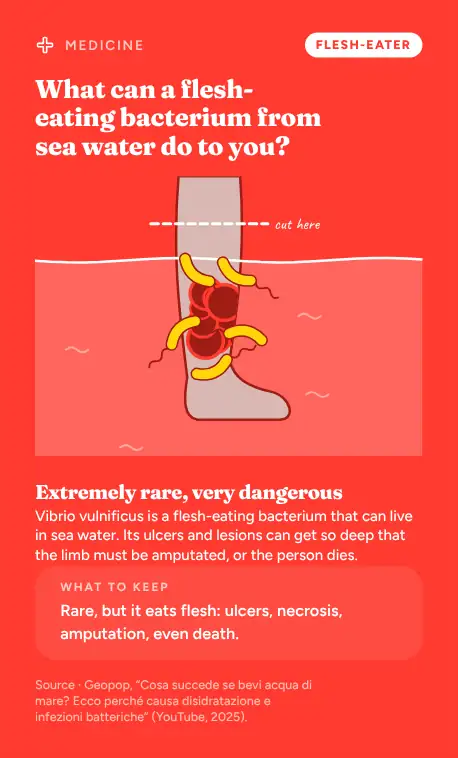 MEDICINE
FLESH-EATER
What can a flesh-
eating bacterium from
sea water do to you?
cut here
Extremely rare, very dangerous
Vibrio vulnificus is a flesh-eating bacterium that can live
in sea water. Its ulcers and lesions can get so deep that
the limb must be amputated, or the person dies.
WHAT TO KEEP
Rare, but it eats flesh: ulcers, necrosis,
amputation, even death.
Source · Geopop, “Cosa succede se bevi acqua di
mare? Ecco perché causa disidratazione e
infezioni batteriche” (YouTube, 2025).